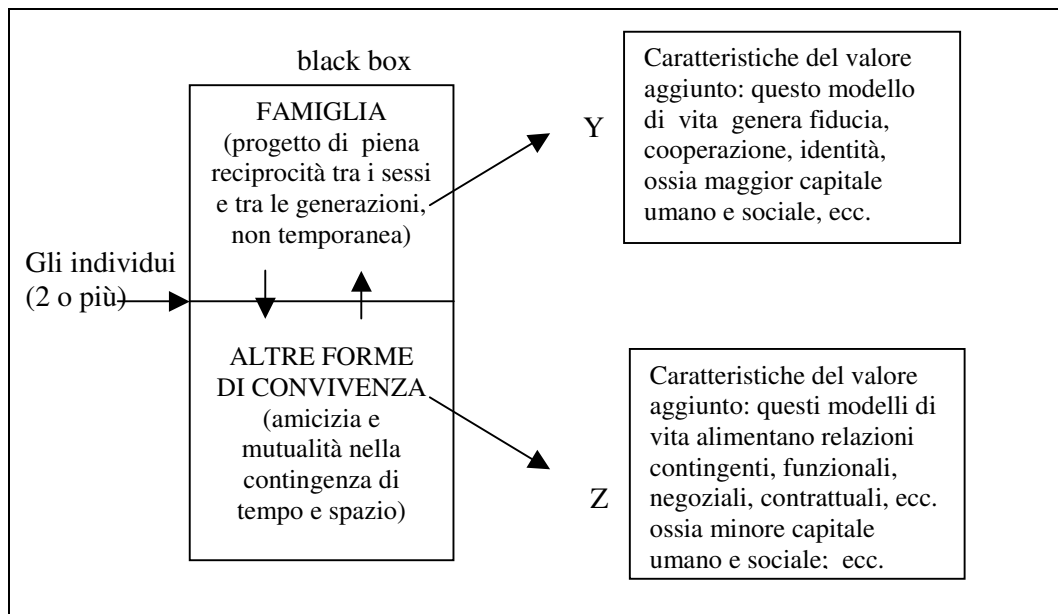 black box
FAMIGLIA
(progetto di piena
reciprocità tra i sessi
e tra le generazioni,
non temporanea)
Y
Caratteristiche del valore
aggiunto: questo modello
di vita genera fiducia,
cooperazione, identità,
ossia maggior capitale
umano e sociale, ecc.
Gli individui
(2 o più)
ALTRE FORME
DI CONVIVENZA
(amicizia e
mutualità nella
contingenza di
tempo e spazio)
Z
Caratteristiche del valore
aggiunto: questi modelli di
vita alimentano relazioni
contingenti, funzionali,
negoziali, contrattuali, ecc.
ossia minore capitale
umano e sociale; ecc.